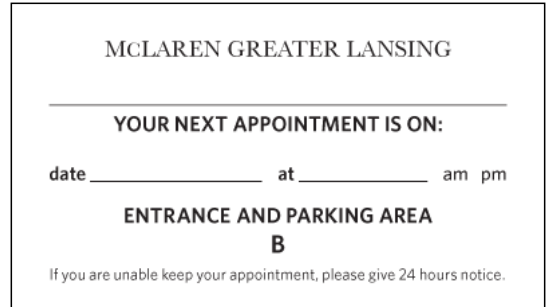 McLAREN GREATER LANSING
YOUR NEXT APPOINTMENT IS ON:
date at am pm
ENTRANCE AND PARKING AREA
B
If you are unable keep your appointment, please give 24 hours notice.